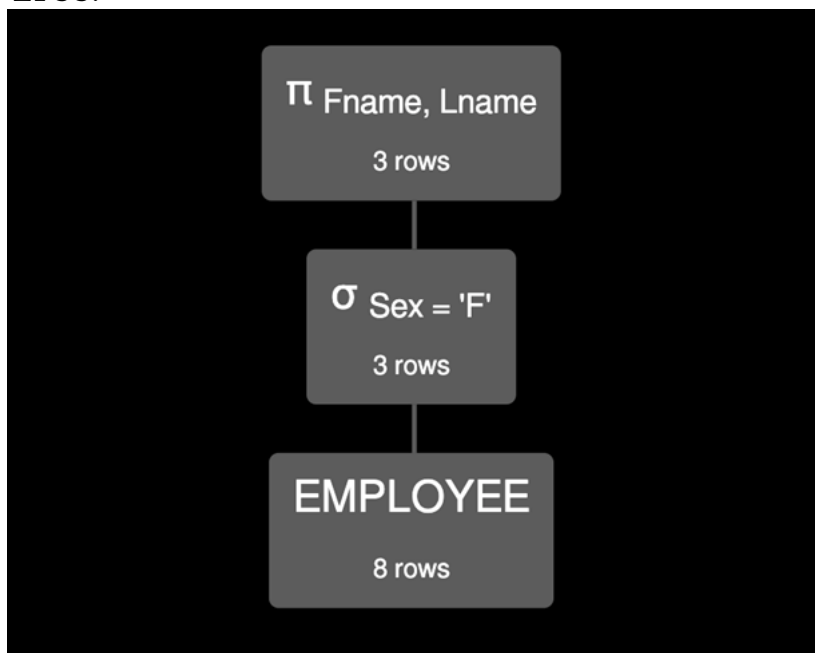 π Fname, Lname
3 rows
σ Sex = 'F'
3 rows
EMPLOYEE
8 rows